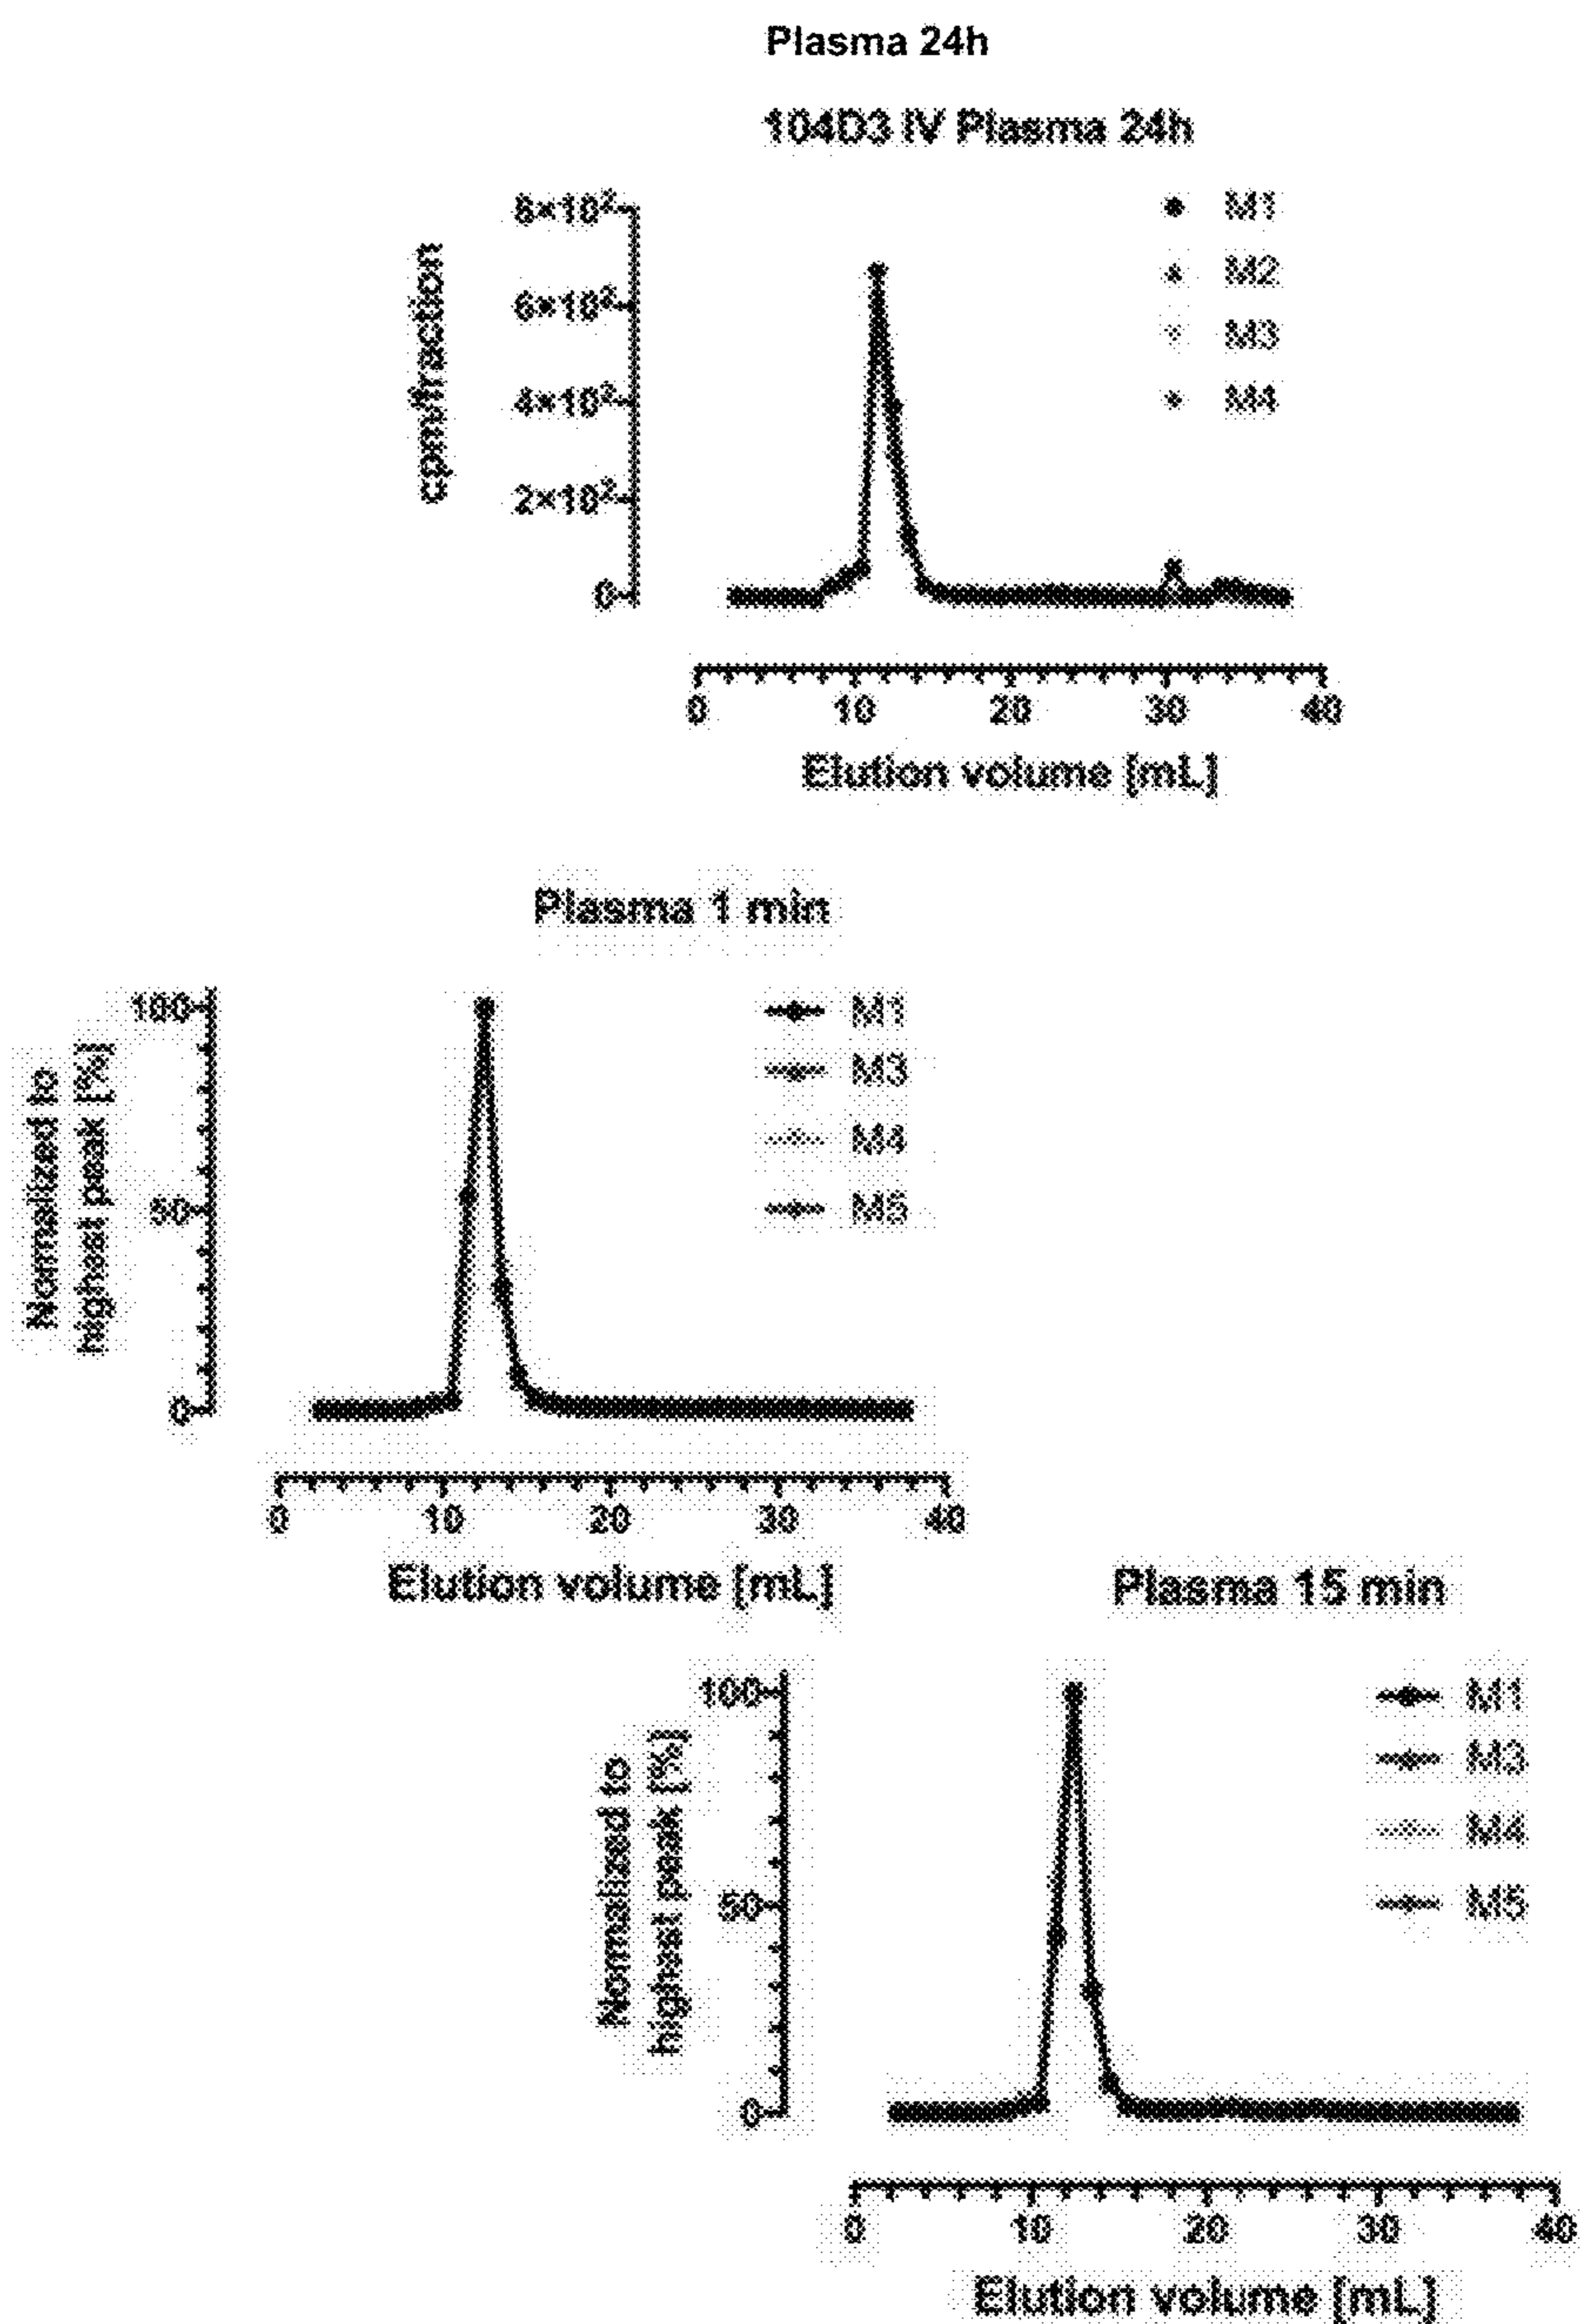 Plasma 24h
104D3 IV Plasma 24h
cpm/fraction
8×10²
6×10²
4×10²
2×10²
0
M1
M2
M3
M4
0 10 20 30 40
Elution volume [mL]
Plasma 1 min
Normalized to
highest peak [%]
100
50
0
M1
M3
M4
M5
0 10 20 30 40
Elution volume [mL]
Plasma 15 min
Normalized to
highest peak [%]
100
50
0
M1
M3
M4
M5
0 10 20 30 40
Elution volume [mL]